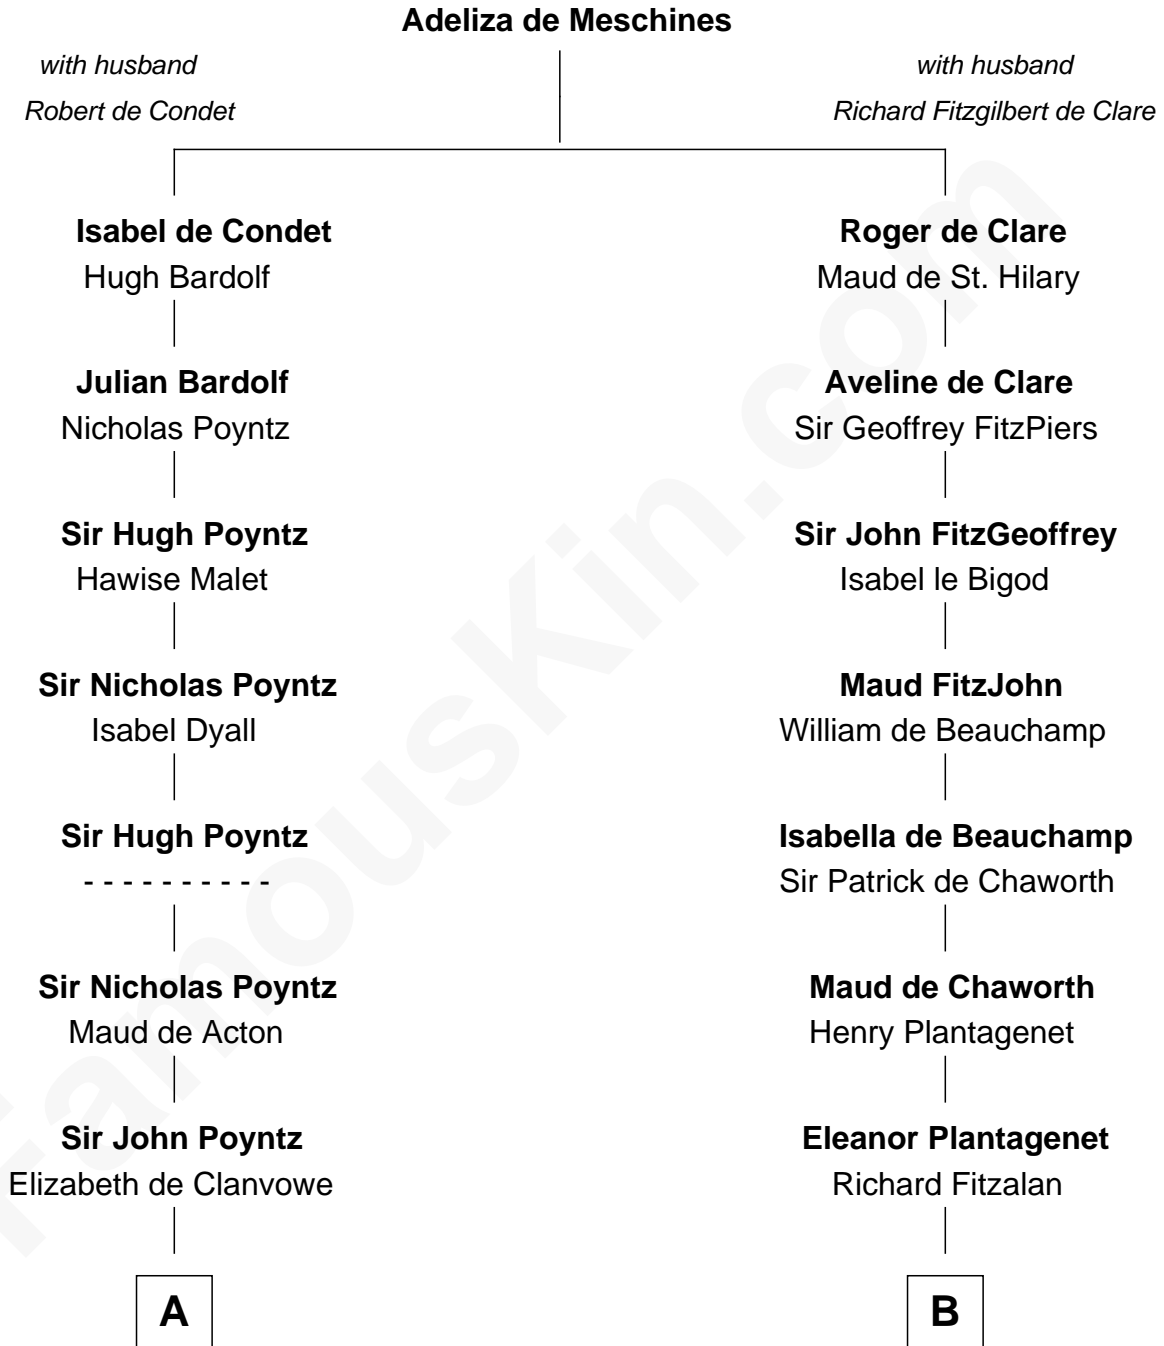 Adeliza de Meschines
with husband
Robert de Condet
with husband
Richard Fitzgilbert de Clare
Isabel de Condet
Hugh Bardolf
Roger de Clare
Maud de St. Hilary
Julian Bardolf
Nicholas Poyntz
Aveline de Clare
Sir Geoffrey FitzPiers
Sir Hugh Poyntz
Hawise Malet
Sir John FitzGeoffrey
Isabel le Bigod
Sir Nicholas Poyntz
Isabel Dyall
Maud FitzJohn
William de Beauchamp
Sir Hugh Poyntz
- - - - - - - - - -
Isabella de Beauchamp
Sir Patrick de Chaworth
Sir Nicholas Poyntz
Maud de Acton
Maud de Chaworth
Henry Plantagenet
Sir John Poyntz
Elizabeth de Clanvowe
Eleanor Plantagenet
Richard Fitzalan
A
B
FamousKin.com